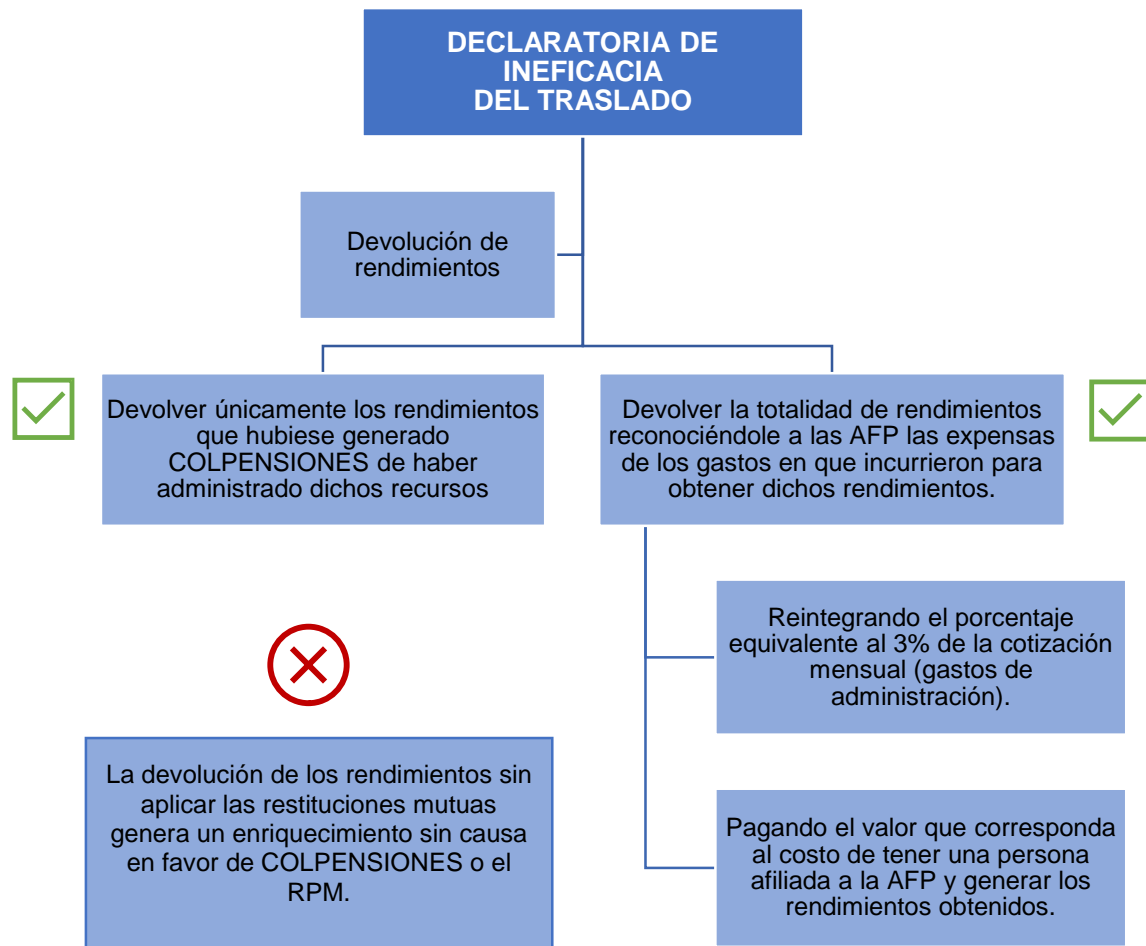 DECLARATORIA DE
INEFICACIA
DEL TRASLADO
Devolución de
rendimientos
Devolver únicamente los rendimientos
que hubiese generado
COLPENSIONES de haber
administrado dichos recursos
Devolver la totalidad de rendimientos
reconociéndole a las AFP las expensas
de los gastos en que incurrieron para
obtener dichos rendimientos.
Reintegrando el porcentaje
equivalente al 3% de la cotización
mensual (gastos de
administración).
La devolución de los rendimientos sin
aplicar las restituciones mutuas
genera un enriquecimiento sin causa
en favor de COLPENSIONES o el
RPM.
Pagando el valor que corresponda
al costo de tener una persona
afiliada a la AFP y generar los
rendimientos obtenidos.